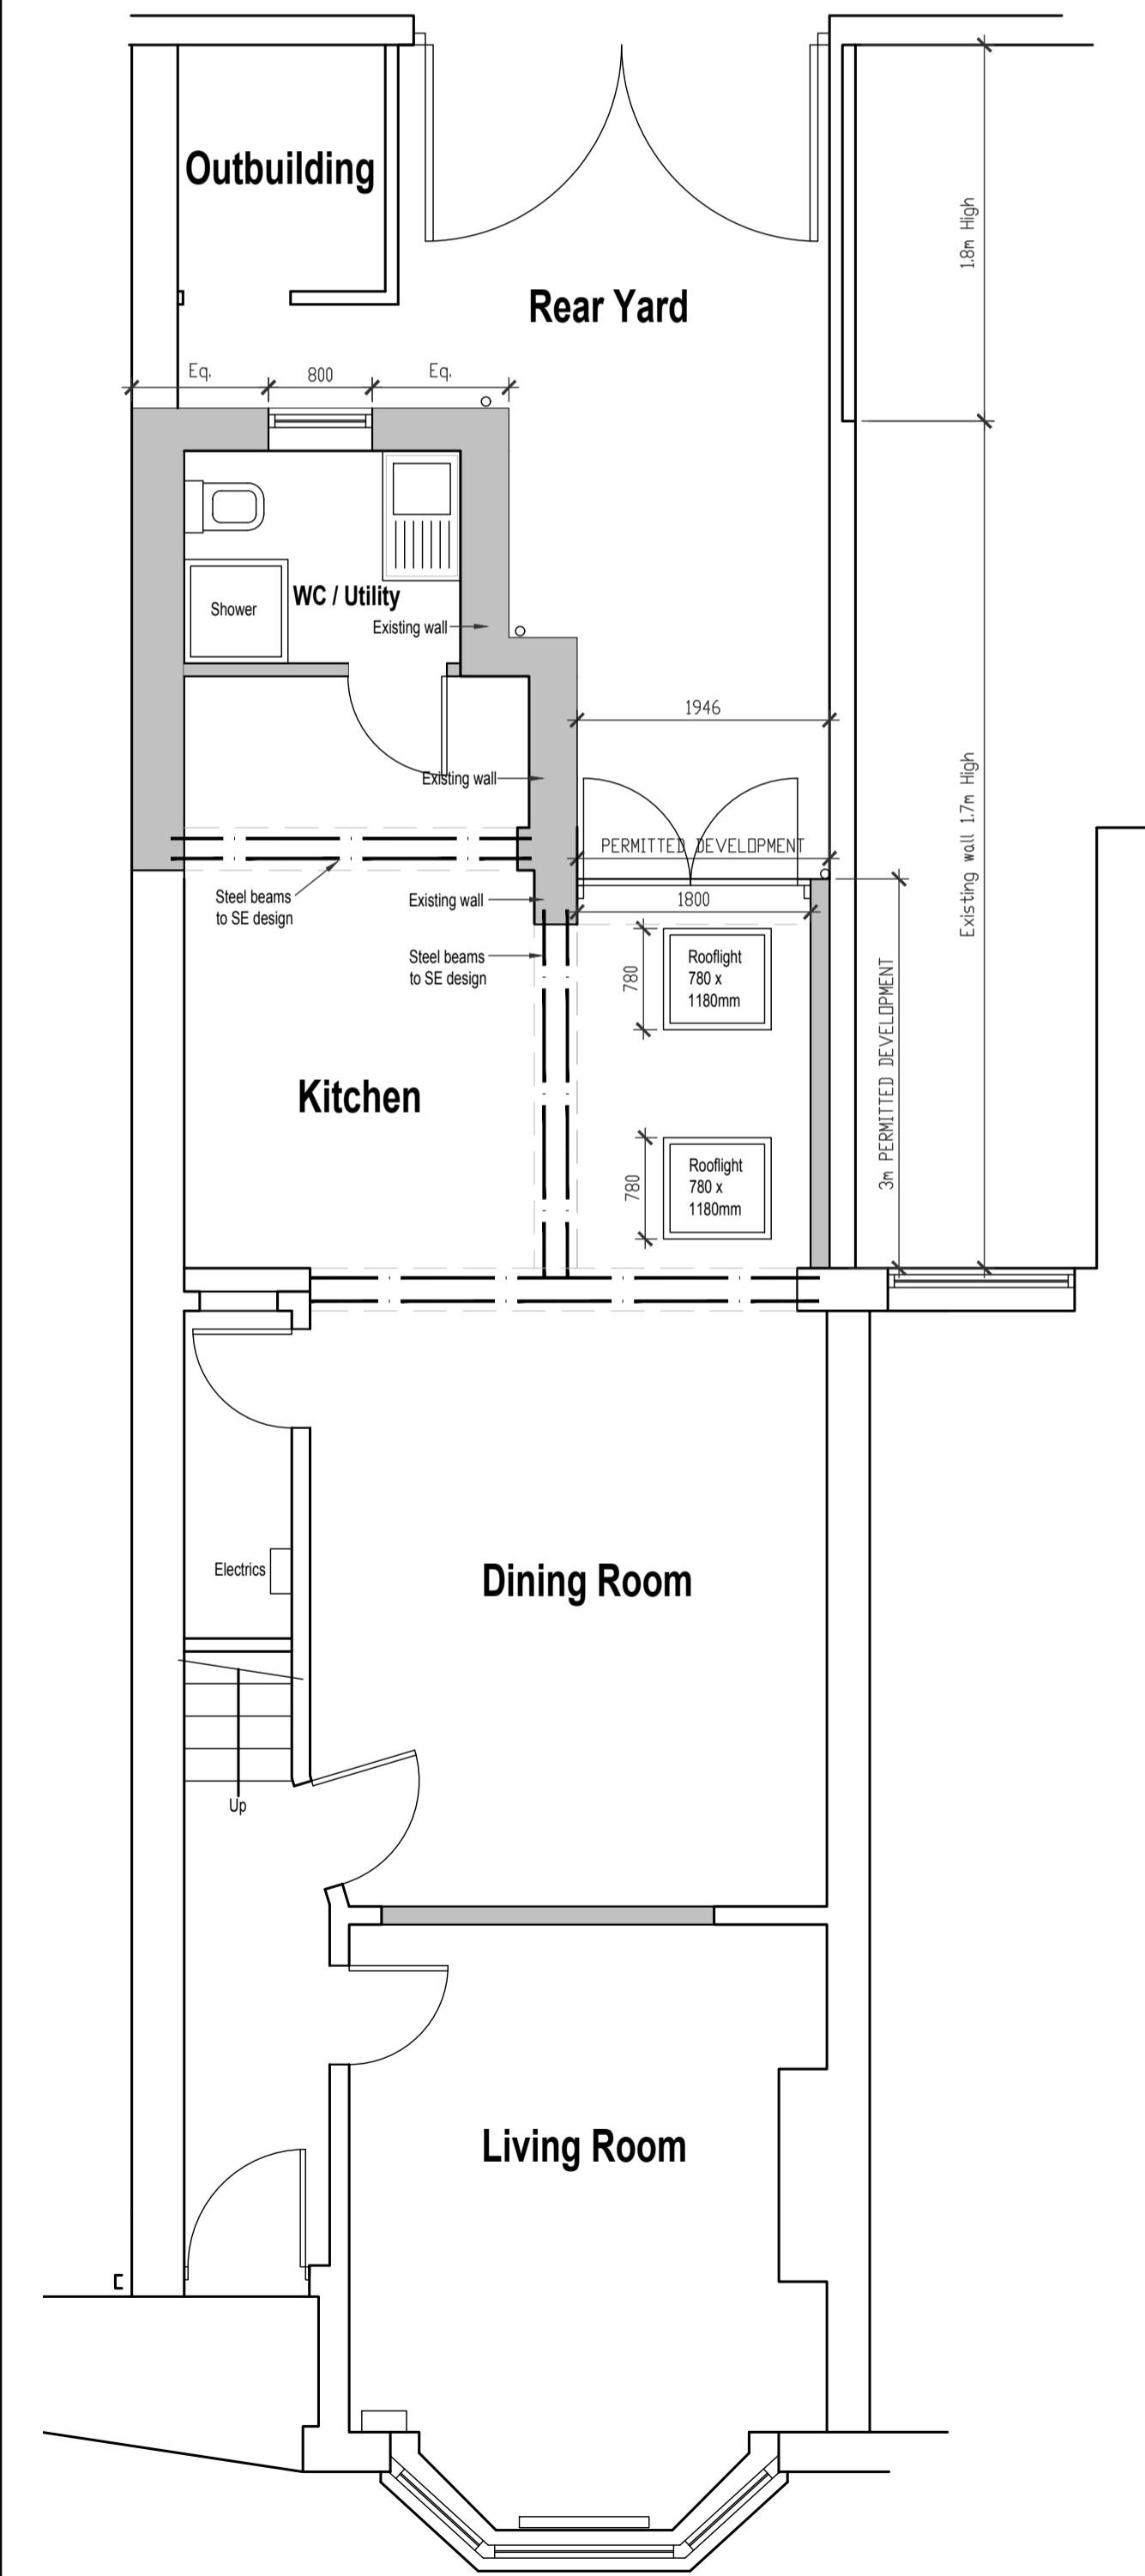 Outbuilding
1.8m High
Rear Yard
Eq.
800
Eq.
Shower
WC / Utility
Existing wall
1946
Existing wall
PERMITTED DEVELOPMENT
Existing wall 1.7m High
Steel beams
to SE design
Existing wall
1800
Steel beams
to SE design
780
Rooflight
780 x
1180mm
3m PERMITTED DEVELOPMENT
Kitchen
780
Rooflight
780 x
1180mm
Electrics
Dining Room
Up
Living Room